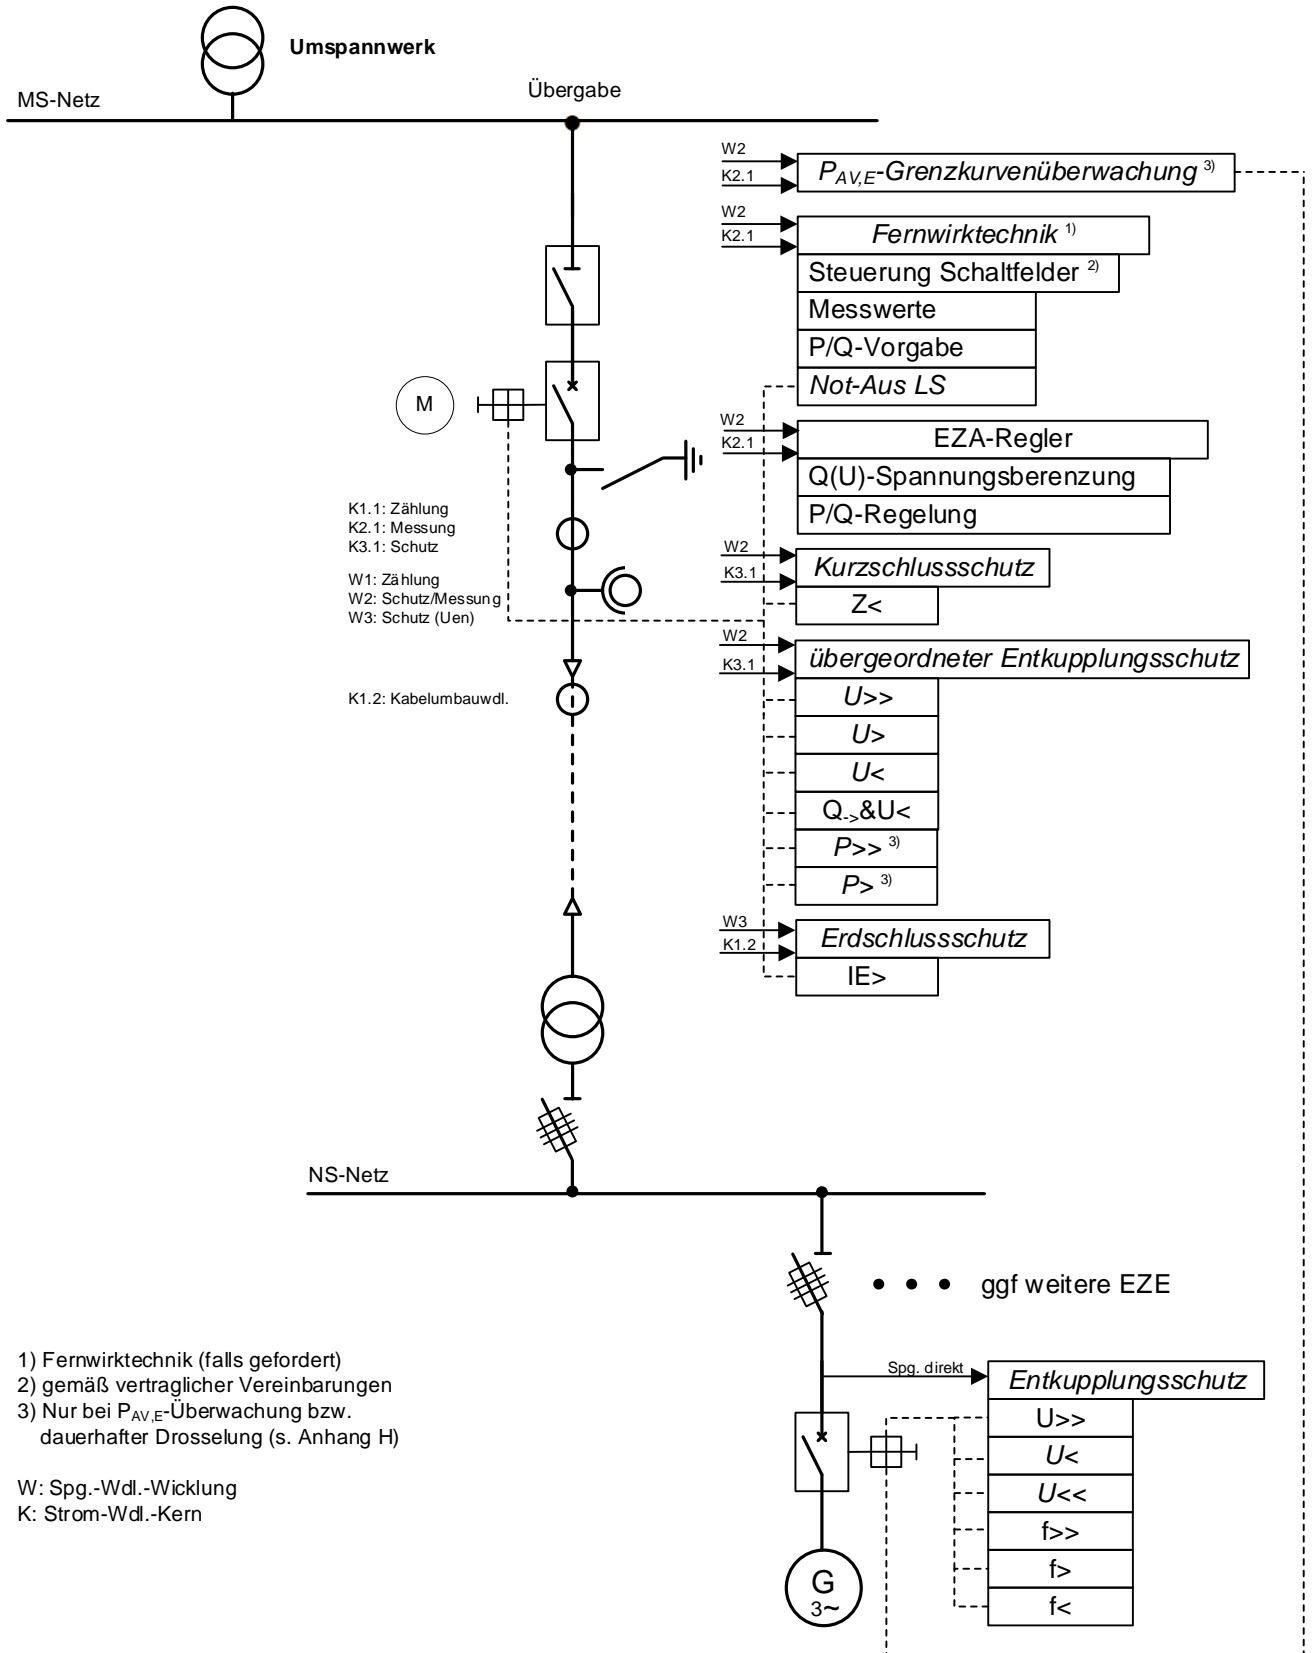 Umspannwerk
MS-Netz
Übergabe
W2
K2.1
P_AV,E-Grenzkurvenüberwachung 3)
W2
K2.1
Fernwirktechnik 1)
Steuerung Schaltfelder 2)
Messwerte
P/Q-Vorgabe
Not-Aus LS
M
W2
K2.1
EZA-Regler
Q(U)-Spannungsberenzung
P/Q-Regelung
K1.1: Zählung
K2.1: Messung
K3.1: Schutz
W1: Zählung
W2: Schutz/Messung
W3: Schutz (Uen)
W2
K3.1
Kurzschlussschutz
Z<
W2
K3.1
übergeordneter Entkupplungsschutz
U>>
U>
U<
Q->&U<
P>> 3)
P> 3)
K1.2: Kabelumbauwdl.
W3
K1.2
Erdschlussschutz
IE>
NS-Netz
ggf weitere EZE
Spg. direkt
Entkupplungsschutz
U>>
U<
U<<
f>>
f>
f<
G
3~
1) Fernwirktechnik (falls gefordert)
2) gemäß vertraglicher Vereinbarungen
3) Nur bei P_AV,E-Überwachung bzw.
dauerhafter Drosselung (s. Anhang H)
W: Spg.-Wdl.-Wicklung
K: Strom-Wdl.-Kern